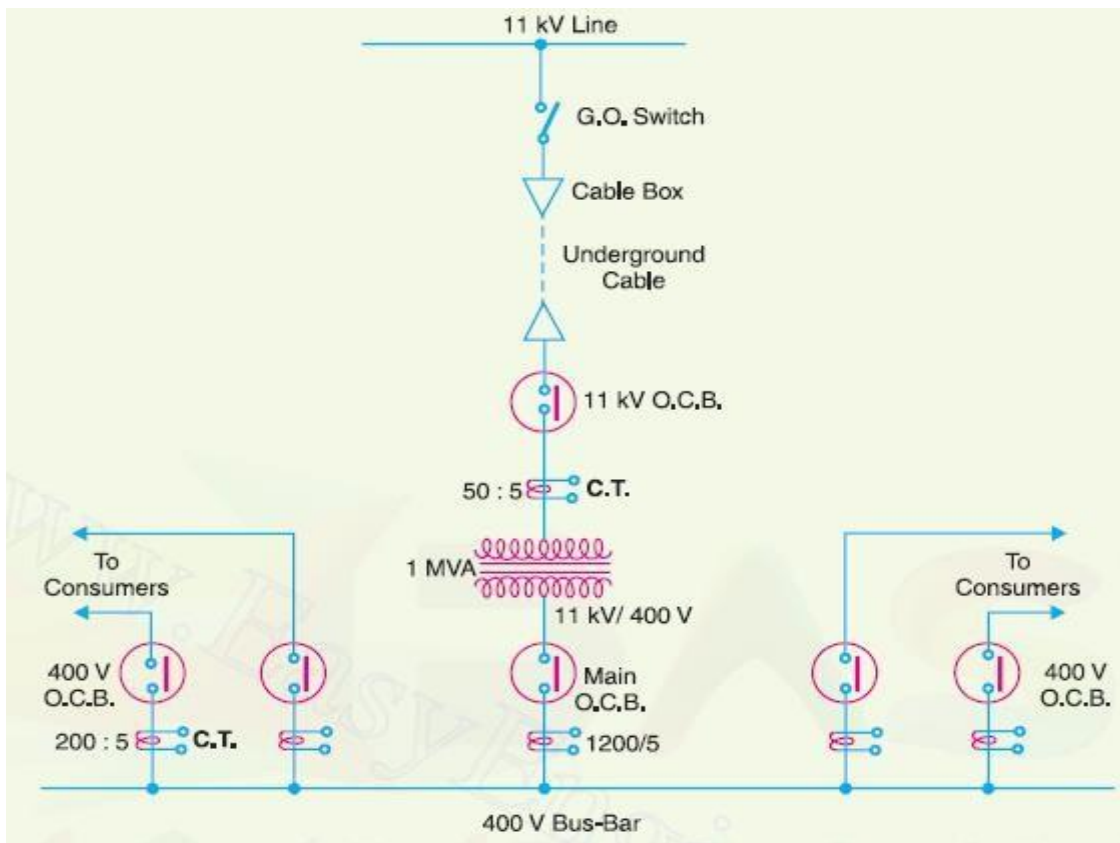 11 kV Line
G.O. Switch
Cable Box
Underground
Cable
11 kV O.C.B.
50 : 5
C.T.
1 MVA
11 kV/ 400 V
To
Consumers
To
Consumers
400 V
O.C.B.
Main
O.C.B.
400 V
O.C.B.
200 : 5
C.T.
1200/5
400 V Bus-Bar